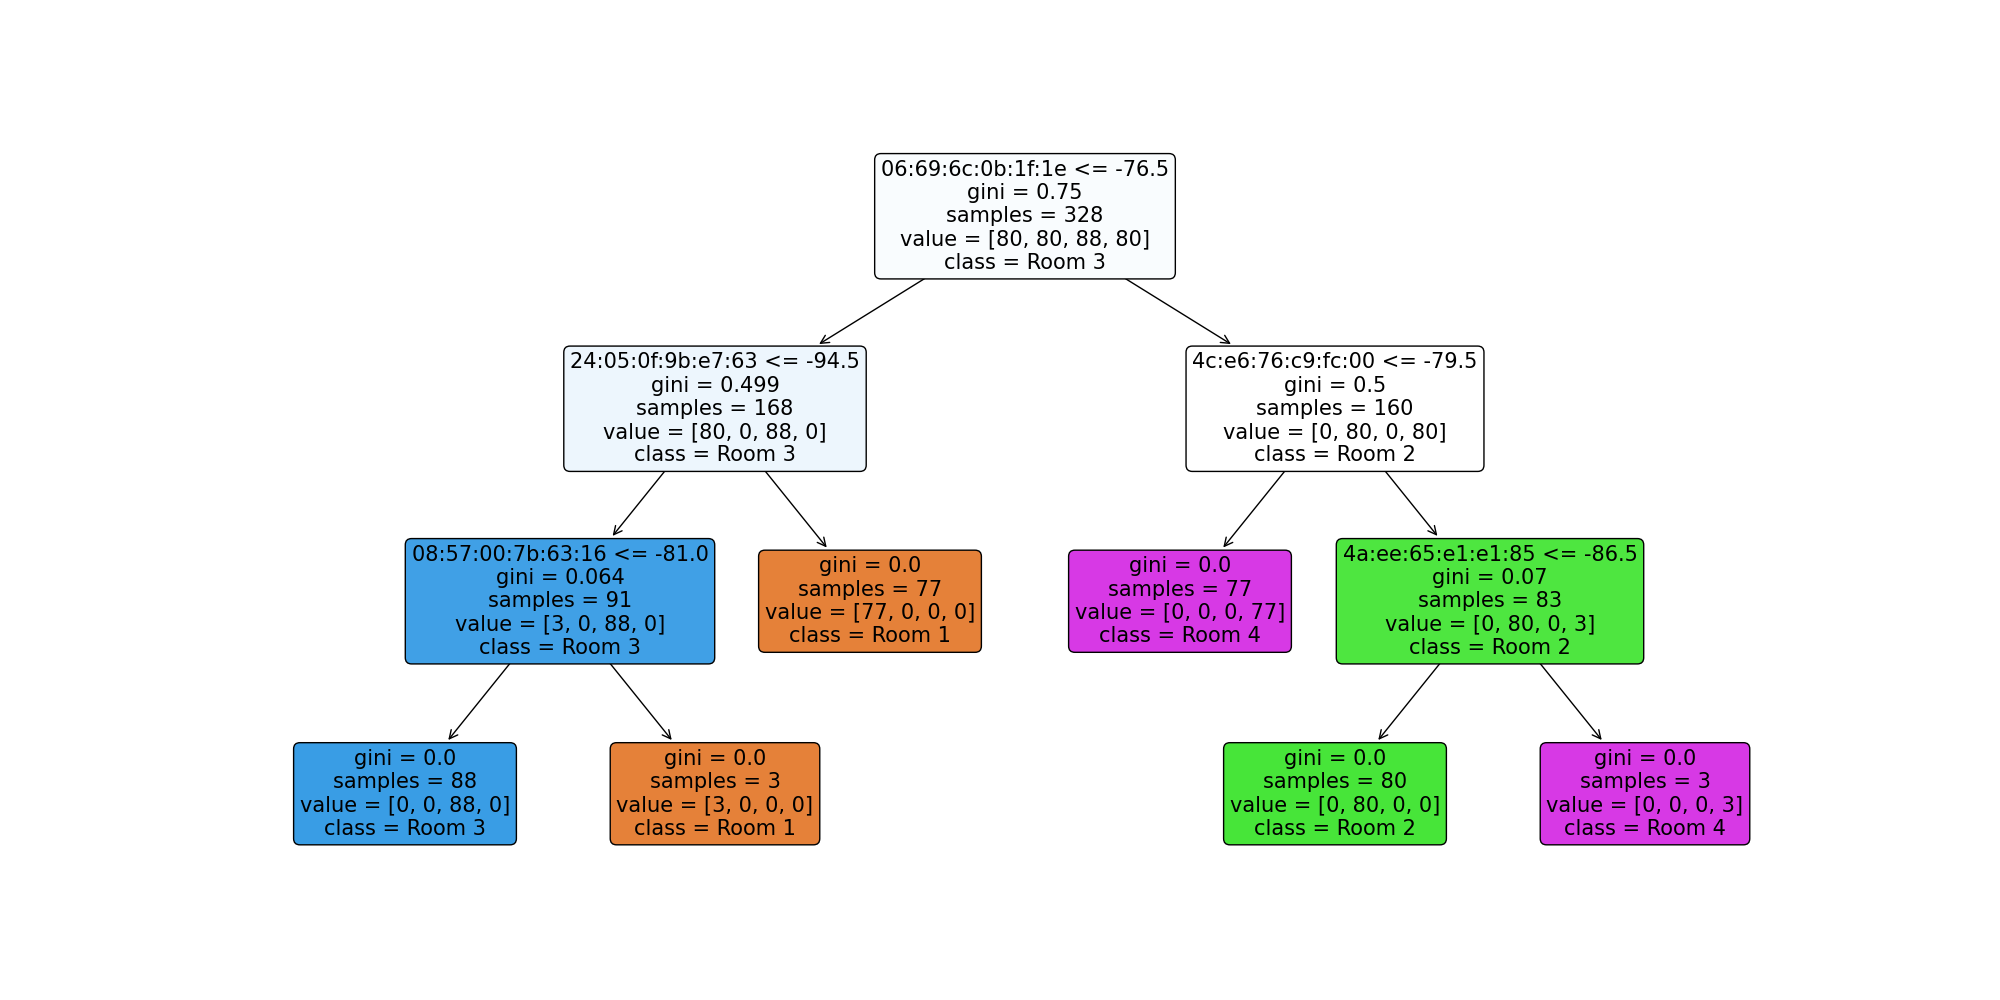 06:69:6c:0b:1f:1e <= -76.5
gini = 0.75
samples = 328
value = [80, 80, 88, 80]
class = Room 3
24:05:0f:9b:e7:63 <= -94.5
gini = 0.499
samples = 168
value = [80, 0, 88, 0]
class = Room 3
4c:e6:76:c9:fc:00 <= -79.5
gini = 0.5
samples = 160
value = [0, 80, 0, 80]
class = Room 2
08:57:00:7b:63:16 <= -81.0
gini = 0.064
samples = 91
value = [3, 0, 88, 0]
class = Room 3
gini = 0.0
samples = 77
value = [77, 0, 0, 0]
class = Room 1
gini = 0.0
samples = 77
value = [0, 0, 0, 77]
class = Room 4
4a:ee:65:e1:e1:85 <= -86.5
gini = 0.07
samples = 83
value = [0, 80, 0, 3]
class = Room 2
gini = 0.0
samples = 88
value = [0, 0, 88, 0]
class = Room 3
gini = 0.0
samples = 3
value = [3, 0, 0, 0]
class = Room 1
gini = 0.0
samples = 80
value = [0, 80, 0, 0]
class = Room 2
gini = 0.0
samples = 3
value = [0, 0, 0, 3]
class = Room 4